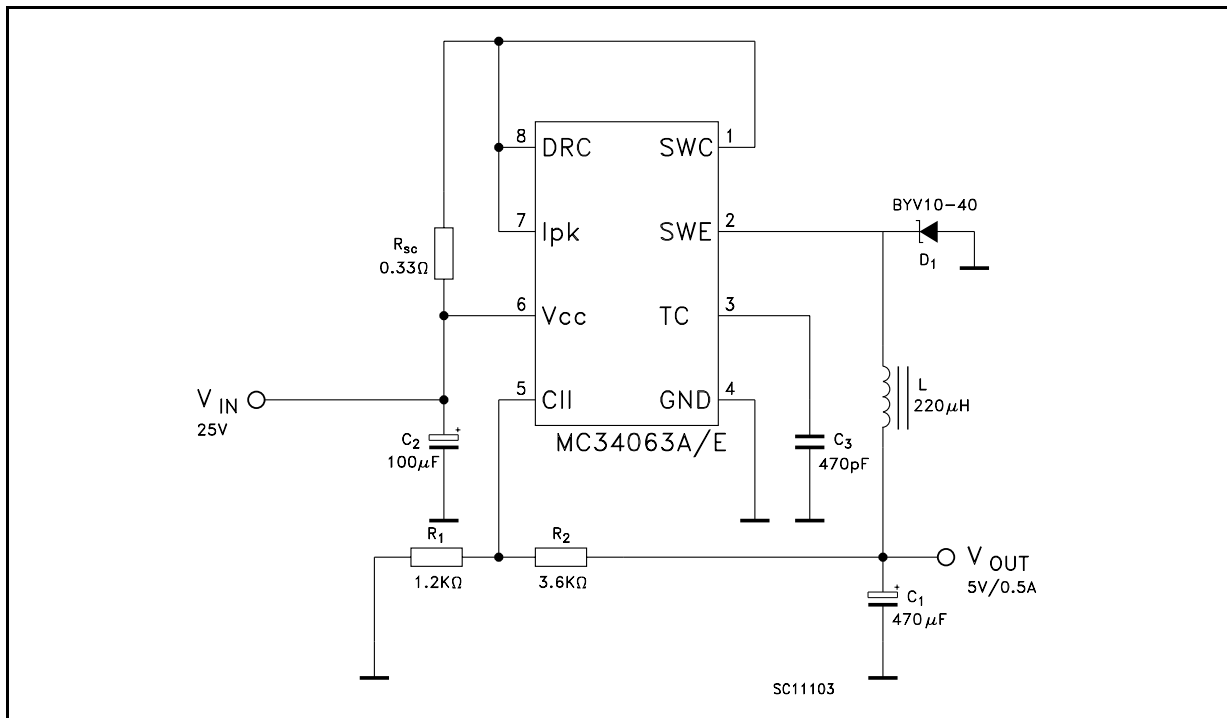 8
DRC
SWC
1
7
Ipk
SWE
2
BYV10-40
D1
Rsc
0.33Ω
6
Vcc
TC
3
5
CII
GND
4
MC34063A/E
VIN
25V
C2
+
100μF
C3
470pF
L
220μH
R1
1.2KΩ
R2
3.6KΩ
VOUT
5V/0.5A
C1
+
470μF
SC11103